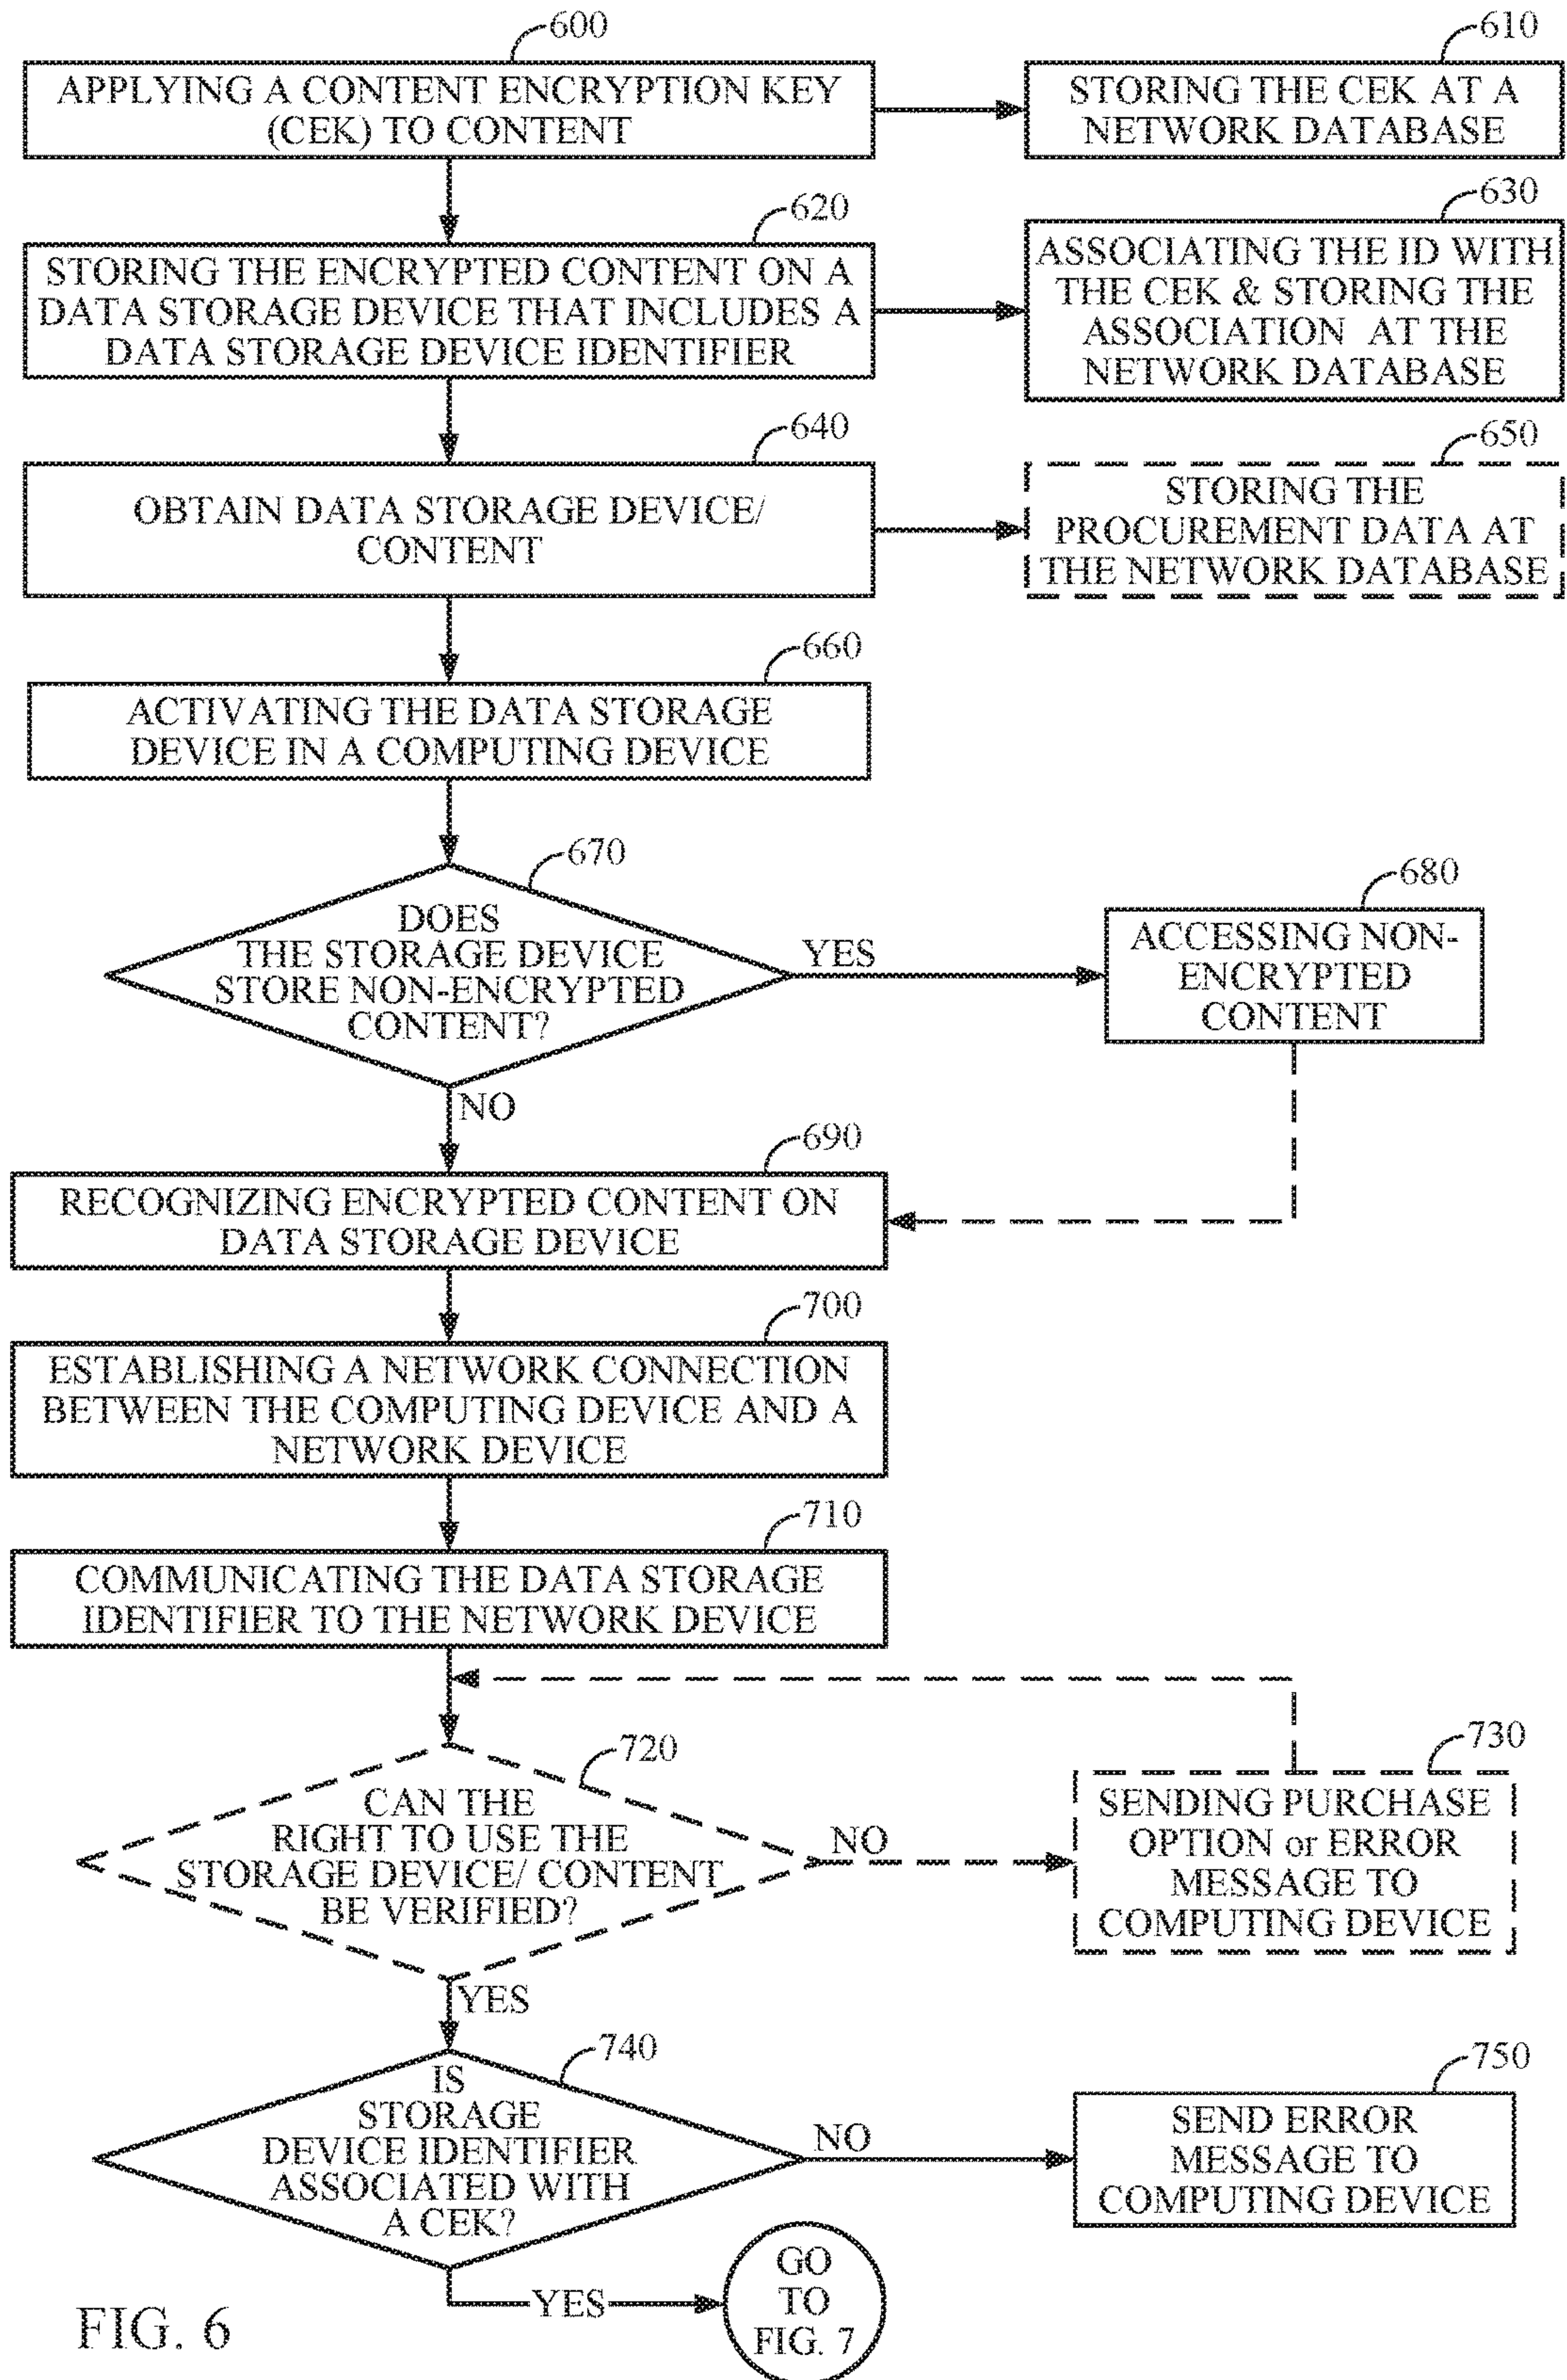 600
APPLYING A CONTENT ENCRYPTION KEY
(CEK) TO CONTENT
610
STORING THE CEK AT A
NETWORK DATABASE
620
STORING THE ENCRYPTED CONTENT ON A
DATA STORAGE DEVICE THAT INCLUDES A
DATA STORAGE DEVICE IDENTIFIER
630
ASSOCIATING THE ID WITH
THE CEK & STORING THE
ASSOCIATION AT THE
NETWORK DATABASE
640
OBTAIN DATA STORAGE DEVICE/
CONTENT
650
STORING THE
PROCUREMENT DATA AT
THE NETWORK DATABASE
660
ACTIVATING THE DATA STORAGE
DEVICE IN A COMPUTING DEVICE
670
DOES
THE STORAGE DEVICE
STORE NON-ENCRYPTED
CONTENT?
YES
680
ACCESSING NON-
ENCRYPTED
CONTENT
NO
690
RECOGNIZING ENCRYPTED CONTENT ON
DATA STORAGE DEVICE
700
ESTABLISHING A NETWORK CONNECTION
BETWEEN THE COMPUTING DEVICE AND A
NETWORK DEVICE
710
COMMUNICATING THE DATA STORAGE
IDENTIFIER TO THE NETWORK DEVICE
720
CAN THE
RIGHT TO USE THE
STORAGE DEVICE/ CONTENT
BE VERIFIED?
NO
730
SENDING PURCHASE
OPTION or ERROR
MESSAGE TO
COMPUTING DEVICE
YES
740
IS
STORAGE
DEVICE IDENTIFIER
ASSOCIATED WITH
A CEK?
NO
750
SEND ERROR
MESSAGE TO
COMPUTING DEVICE
YES
GO
TO
FIG. 7
FIG. 6